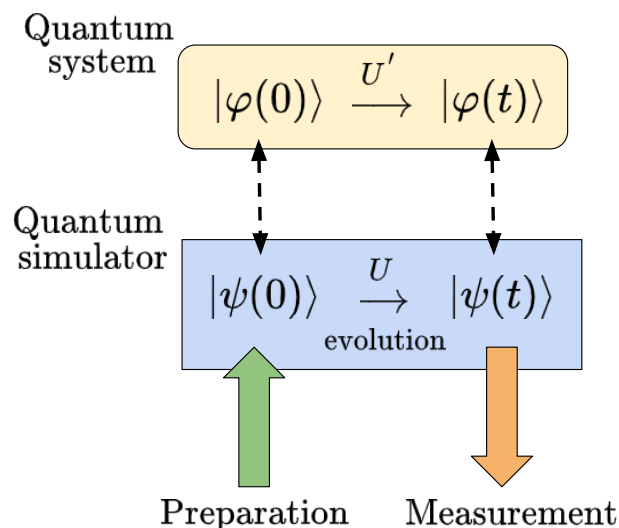 Quantum
system
U′
|φ(0)⟩ ⟶ |φ(t)⟩
Quantum
simulator
U
|ψ(0)⟩ ⟶ |ψ(t)⟩
evolution
Preparation Measurement